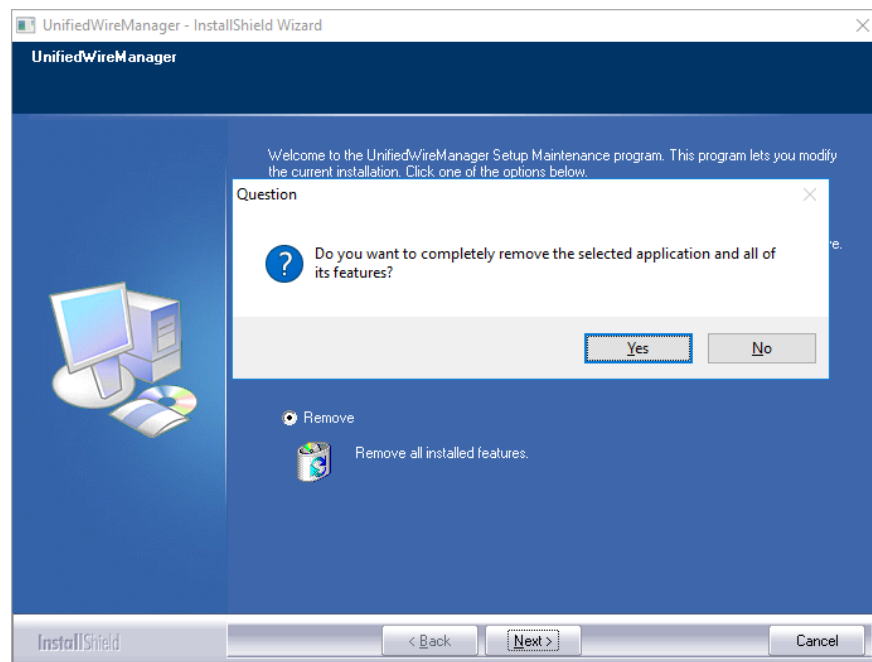 UnifiedWireManager - InstallShield Wizard
UnifiedWireManager
Welcome to the UnifiedWireManager Setup Maintenance program. This program lets you modify
the current installation. Click one of the options below.
Question
Do you want to completely remove the selected application and all of
its features?
Yes
No
Remove
Remove all installed features.
InstallShield
< Back
Next >
Cancel